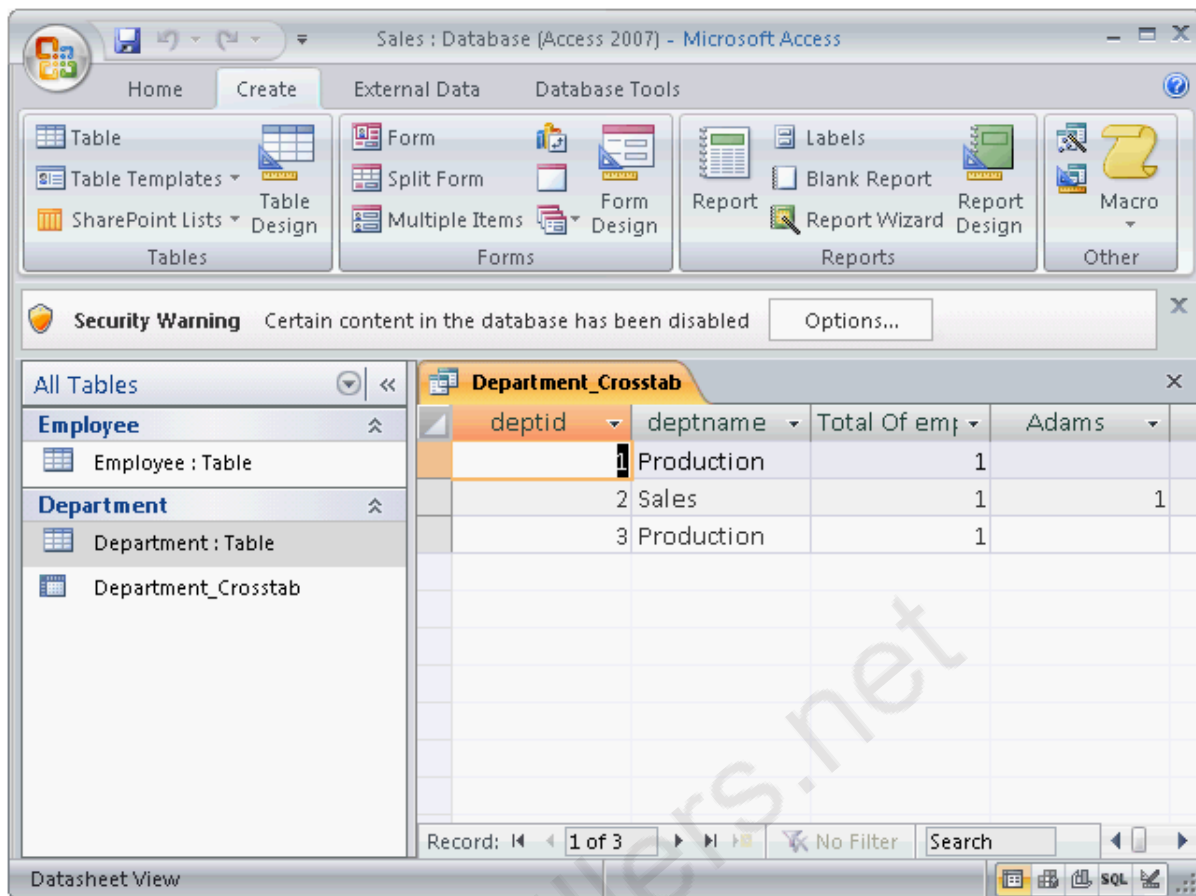 Sales : Database (Access 2007) - Microsoft Access
Home Create External Data Database Tools
Table
Table Templates
SharePoint Lists
Table Design
Tables
Form
Split Form
Multiple Items
Form Design
Forms
Report
Labels
Blank Report
Report Wizard
Report Design
Reports
Macro
Other
Security Warning Certain content in the database has been disabled Options...
All Tables
Employee
Employee : Table
Department
Department : Table
Department_Crosstab
Department_Crosstab
deptid deptname Total Of emp Adams
1 Production 1
2 Sales 1 1
3 Production 1
Record: 1 of 3 No Filter Search
Datasheet View SQL